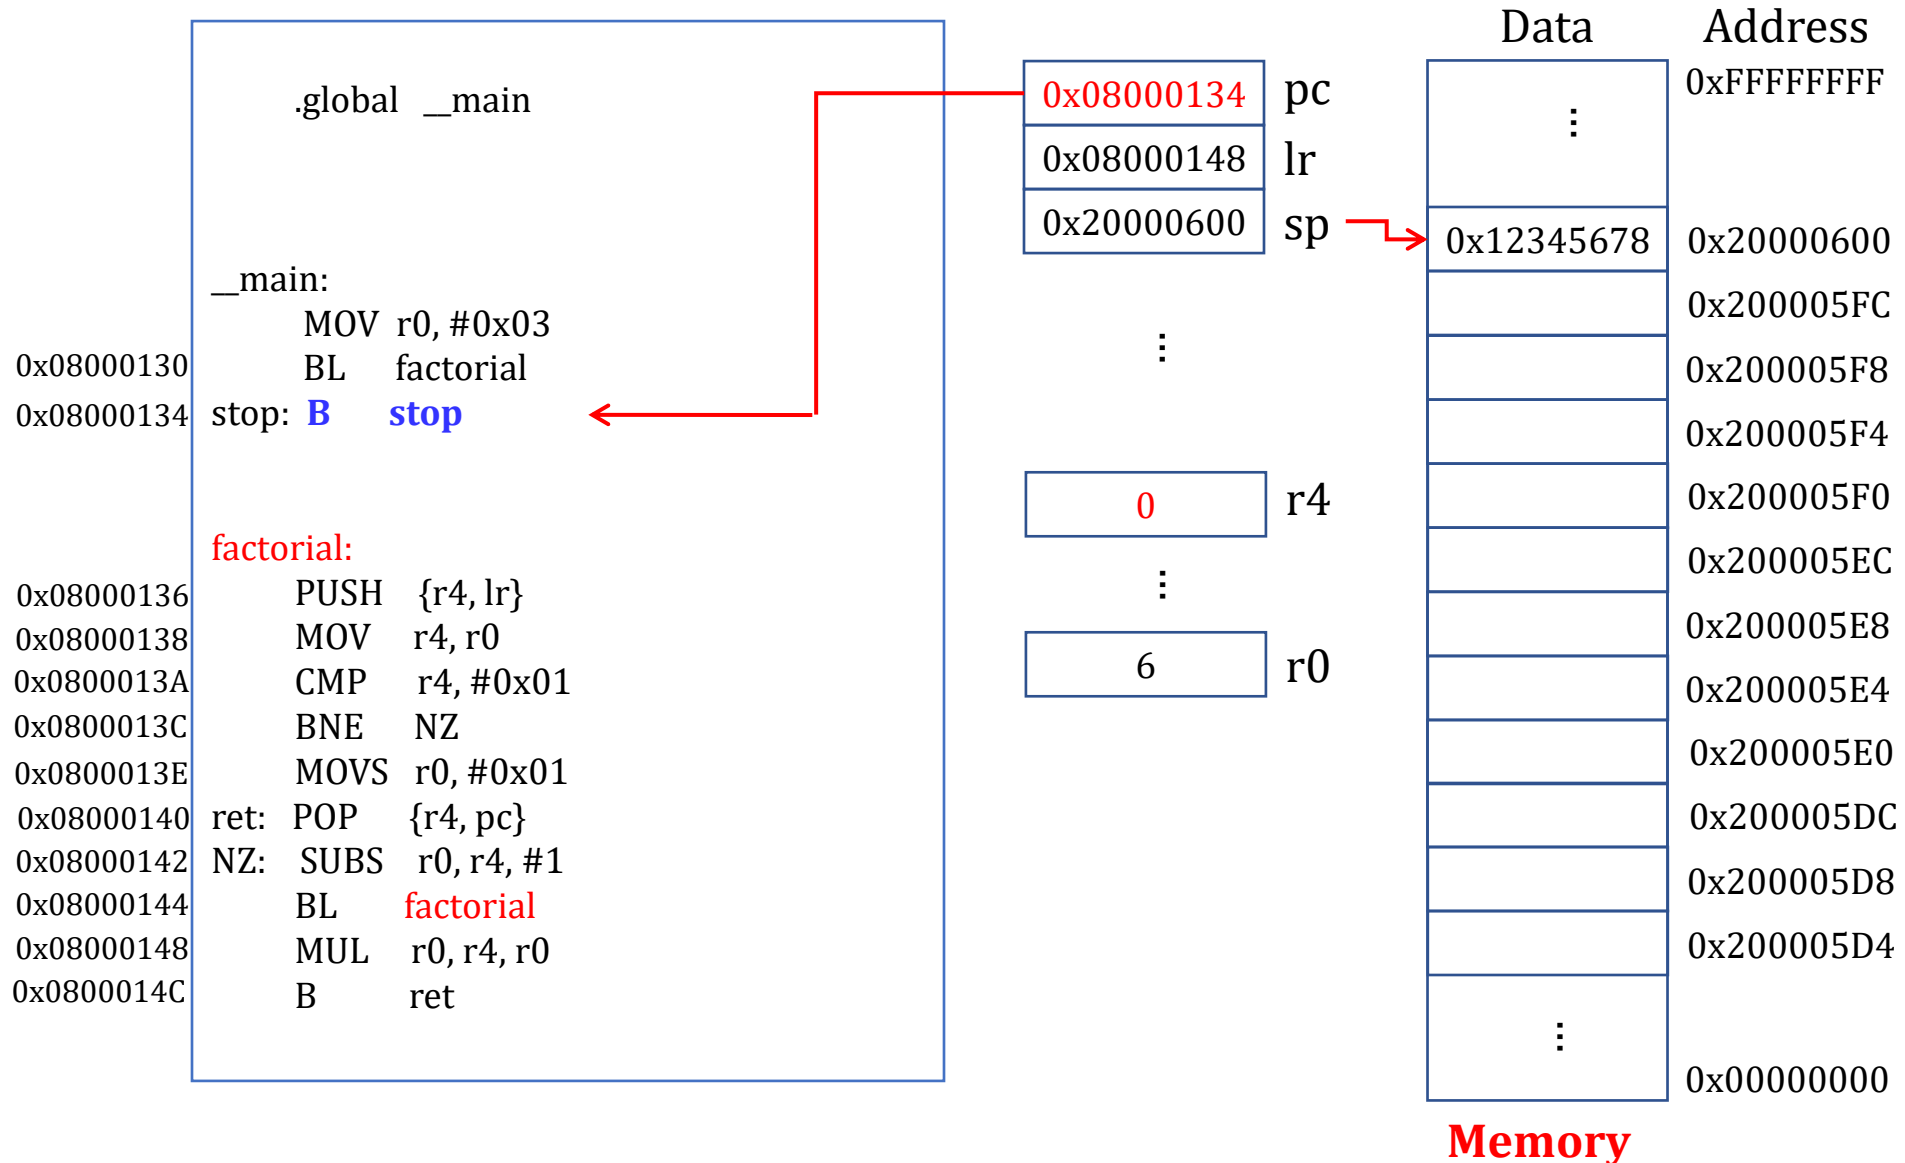 .global __main
__main:
MOV r0, #0x03
0x08000130 BL factorial
0x08000134 stop: B stop
factorial:
0x08000136 PUSH {r4, lr}
0x08000138 MOV r4, r0
0x0800013A CMP r4, #0x01
0x0800013C BNE NZ
0x0800013E MOVS r0, #0x01
0x08000140 ret: POP {r4, pc}
0x08000142 NZ: SUBS r0, r4, #1
0x08000144 BL factorial
0x08000148 MUL r0, r4, r0
0x0800014C B ret
0x08000134 pc
0x08000148 lr
0x20000600 sp
⋮
0 r4
⋮
6 r0
Data Address
0xFFFFFFFF
⋮
0x12345678 0x20000600
0x200005FC
0x200005F8
0x200005F4
0x200005F0
0x200005EC
0x200005E8
0x200005E4
0x200005E0
0x200005DC
0x200005D8
0x200005D4
⋮
0x00000000
Memory